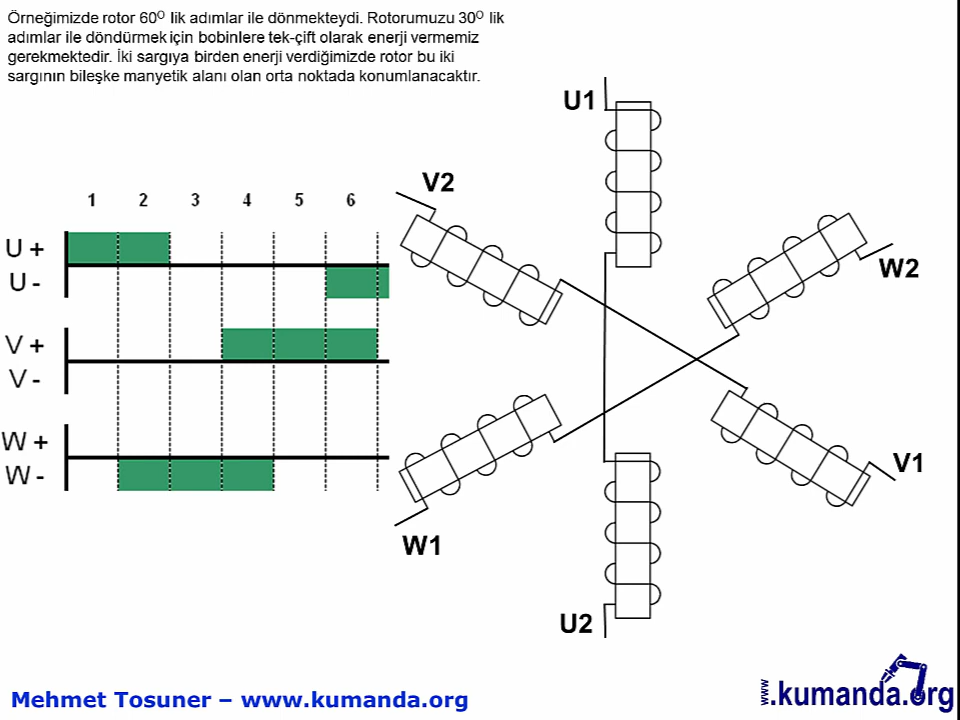 Örneğimizde rotor 60⁰ lik adımlar ile dönmekteydi. Rotorumuzu 30⁰ lik
adımlar ile döndürmek için bobinlere tek-çift olarak enerji vermemiz
gerekmektedir. İki sargıya birden enerji verdiğimizde rotor bu iki
sargının bileşke manyetik alanı olan orta noktada konumlanacaktır.
U1
V2
1 2 3 4 5 6
U +
U -
W2
V +
V -
W +
W -
V1
W1
U2
Mehmet Tosuner – www.kumanda.org
www.kumanda.org